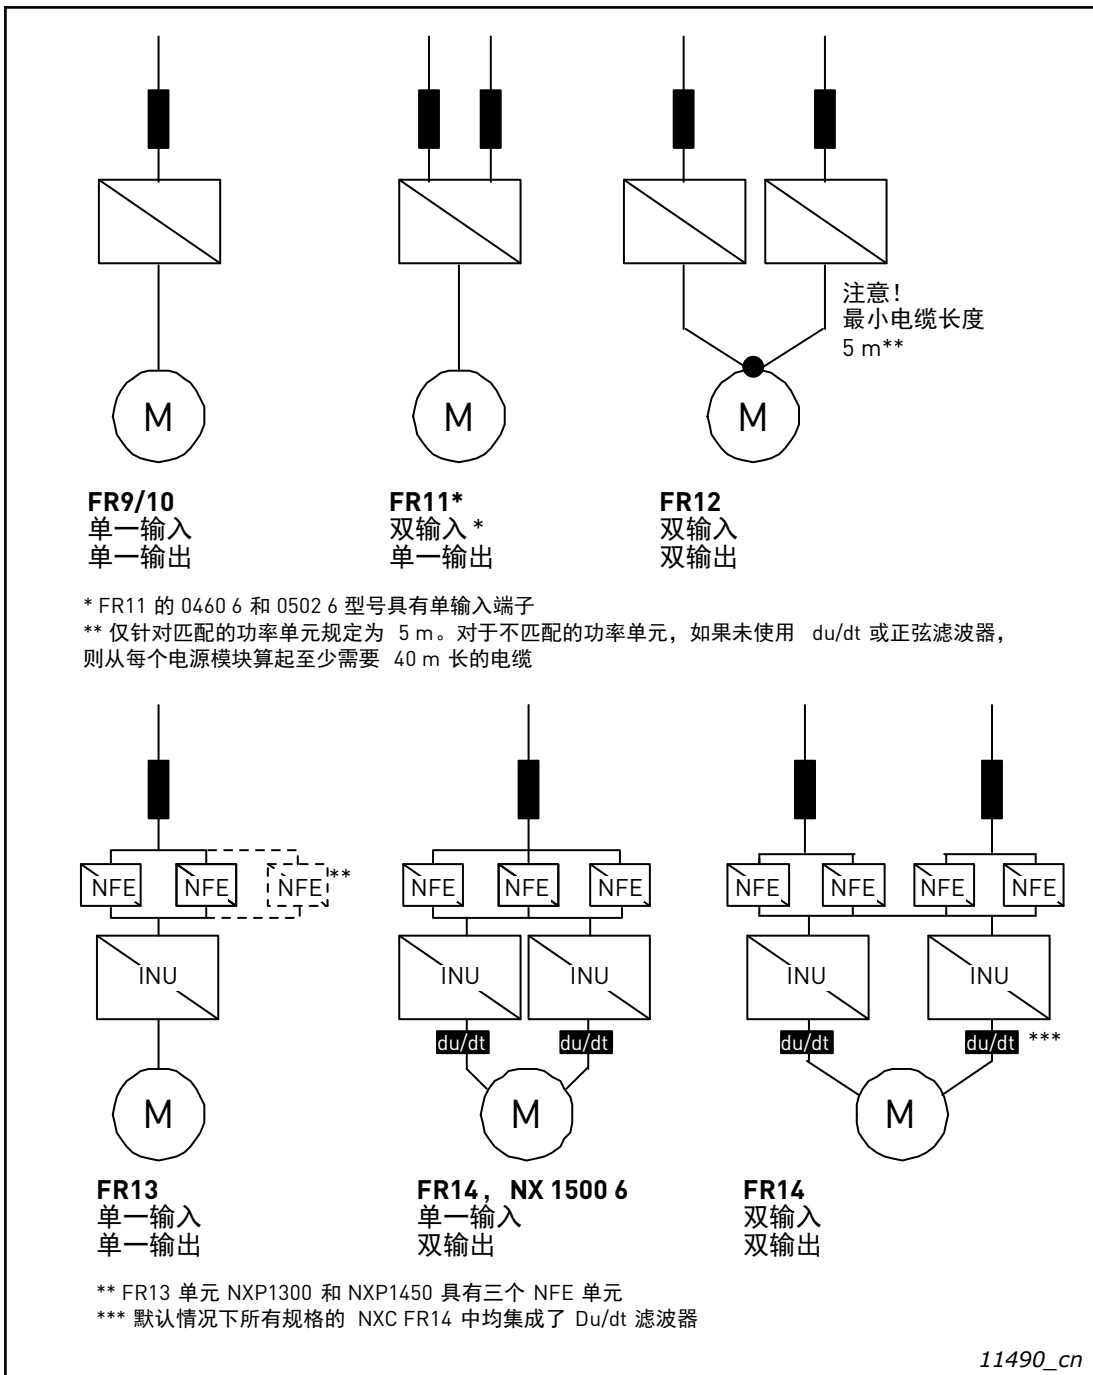 注意！
最小电缆长度
5 m**
M
M
M
FR9/10
单一输入
单一输出
FR11*
双输入 *
单一输出
FR12
双输入
双输出
* FR11 的 0460 6 和 0502 6 型号具有单输入端子
** 仅针对匹配的功率单元规定为 5 m。对于不匹配的功率单元，如果未使用 du/dt 或正弦滤波器，
则从每个电源模块算起至少需要 40 m 长的电缆
NFE
NFE
NFE
**
NFE
NFE
NFE
NFE
NFE
NFE
NFE
INU
INU
INU
INU
INU
du/dt
du/dt
du/dt
du/dt
***
M
M
M
FR13
单一输入
单一输出
FR14，NX 1500 6
单一输入
双输出
FR14
双输入
双输出
** FR13 单元 NXP1300 和 NXP1450 具有三个 NFE 单元
*** 默认情况下所有规格的 NXC FR14 中均集成了 Du/dt 滤波器
11490_cn